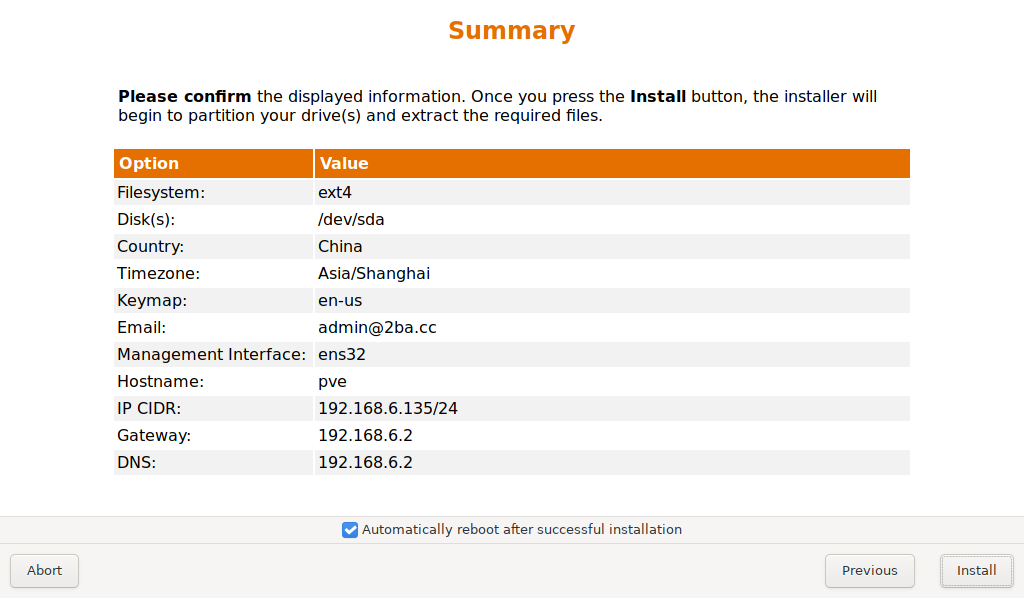 Summary
Please confirm the displayed information. Once you press the Install button, the installer will
begin to partition your drive(s) and extract the required files.
Option Value
Filesystem: ext4
Disk(s): /dev/sda
Country: China
Timezone: Asia/Shanghai
Keymap: en-us
Email: admin@2ba.cc
Management Interface: ens32
Hostname: pve
IP CIDR: 192.168.6.135/24
Gateway: 192.168.6.2
DNS: 192.168.6.2
Automatically reboot after successful installation
Abort Previous Install